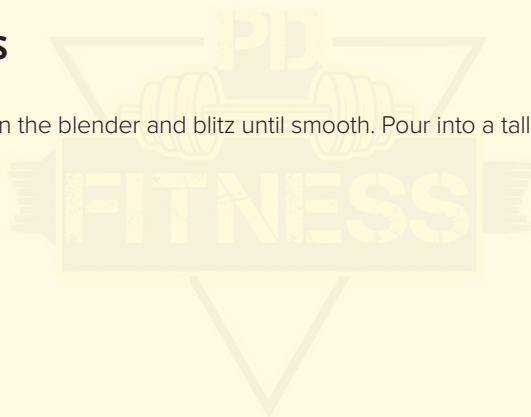 s
PD
n the blender and blitz until smooth. Pour into a tall
FITNESS